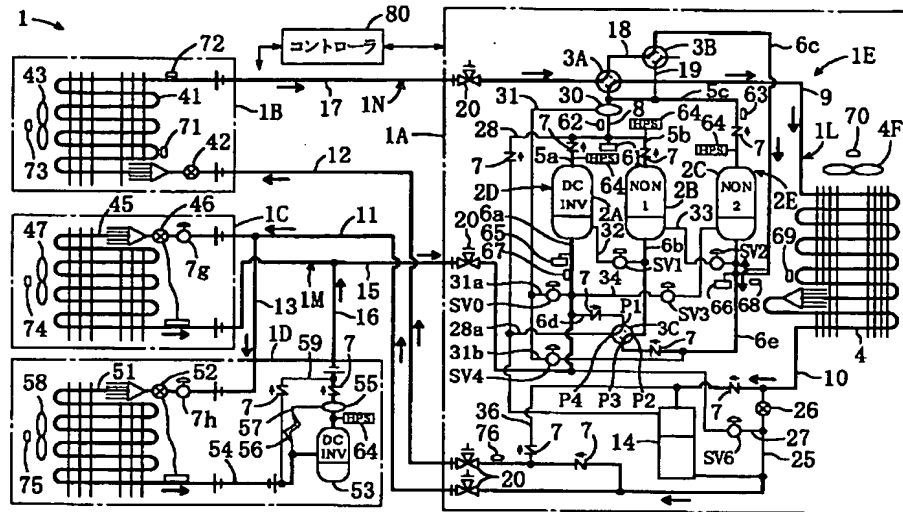 1
80
コントローラ
72
43
41
1B
17
1N
71
73
42
12
20
1A
18
3A
3B
6c
1E
19
31
30
5c
63
9
28
62
8
HPS
64
64
7
5b
HPS
7
70
4F
7
5a
HPS
64
61
7
2C
1L
2D
DC
INV
2A
NON
1
2B
NON
2
2E
45
46
1C
11
47
7g
74
1M
15
20
6a
65
67
32
33
6b
SV1
SV2
69
31a
SV0
34
P1
SV3
66
68
13
1D
16
6d
7
3C
28a
6e
4
31b
SV4
7
P4
P3
P2
10
51
52
59
7
58
7
57
55
7h
56
HPS
64
DC
INV
53
75
54
36
7
26
14
76
7
7
SV6
27
25
20